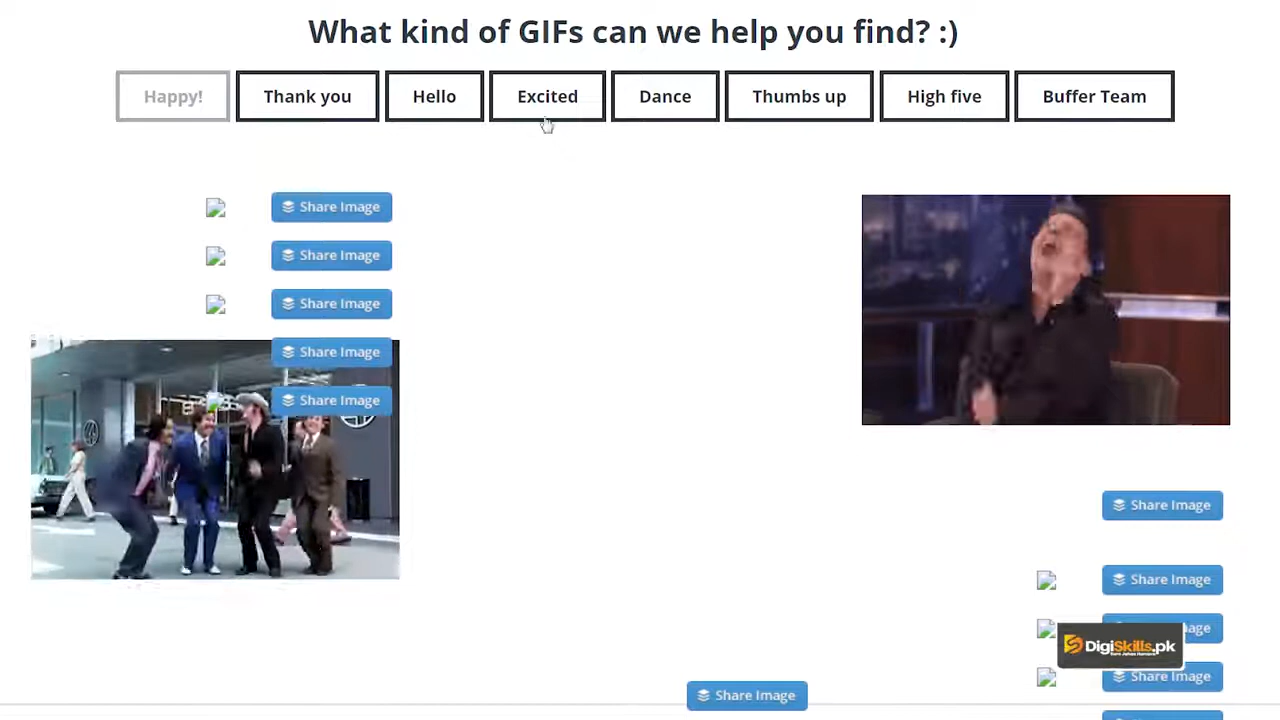 What kind of GIFs can we help you find? :)
Happy! Thank you Hello Excited Dance Thumbs up High five Buffer Team
Share Image
Share Image
Share Image
Share Image
Share Image
Share Image
Share Image
Image
DigiSkills.pk
Share Image
Share Image